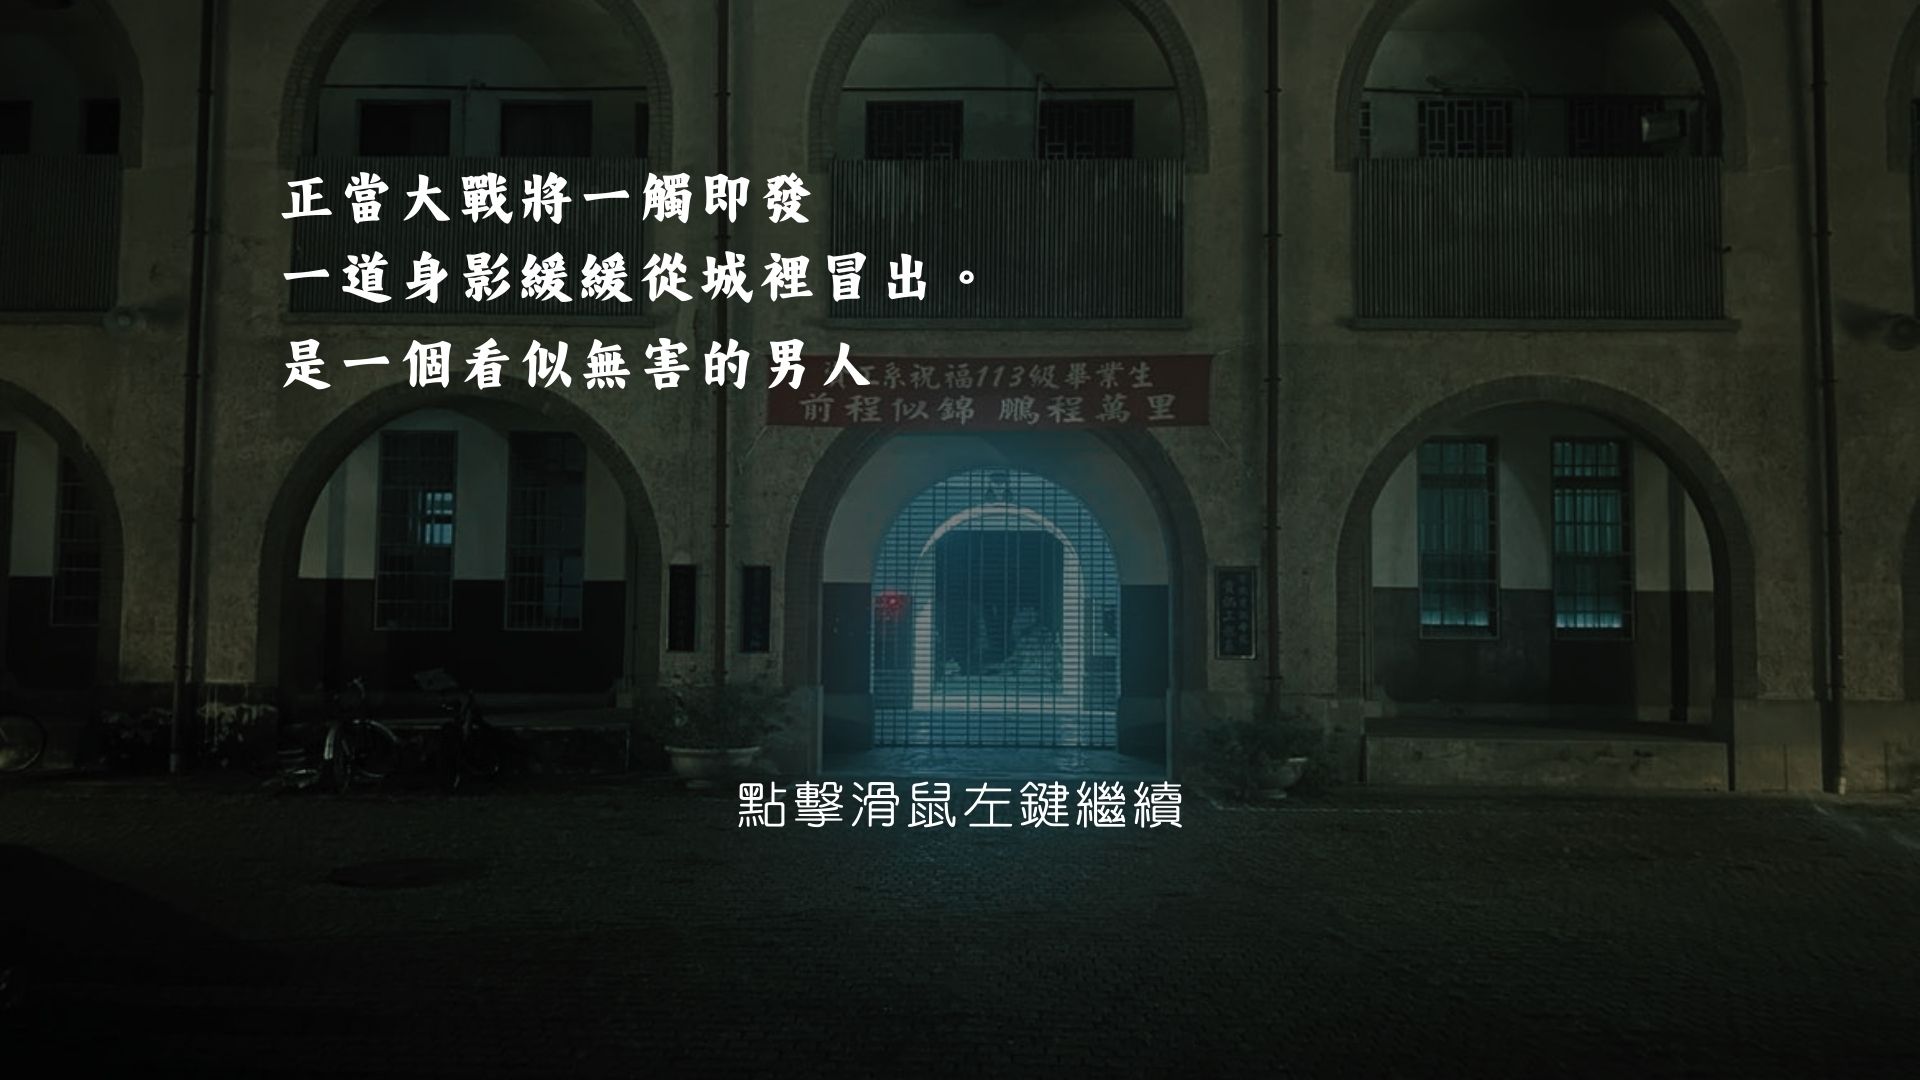 正當大戰將一觸即發
一道身影緩緩從城裡冒出。
是一個看似無害的男人
工系祝福113級畢業生
前程似錦 鵬程萬里
點擊滑鼠左鍵繼續